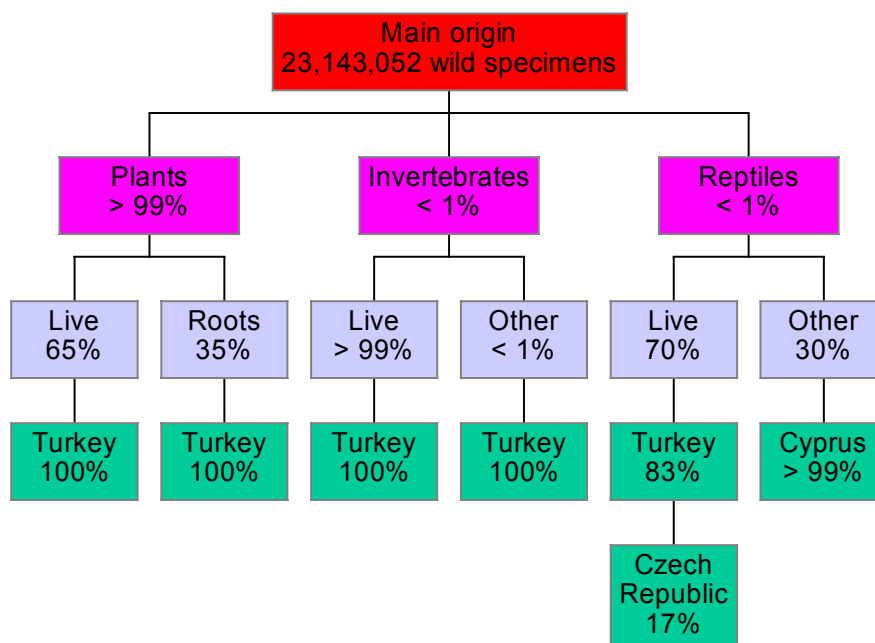 Main origin
23,143,052 wild specimens
Plants
> 99%
Invertebrates
< 1%
Reptiles
< 1%
Live
65%
Roots
35%
Live
> 99%
Other
< 1%
Live
70%
Other
30%
Turkey
100%
Turkey
100%
Turkey
100%
Turkey
100%
Turkey
83%
Cyprus
> 99%
Czech
Republic
17%